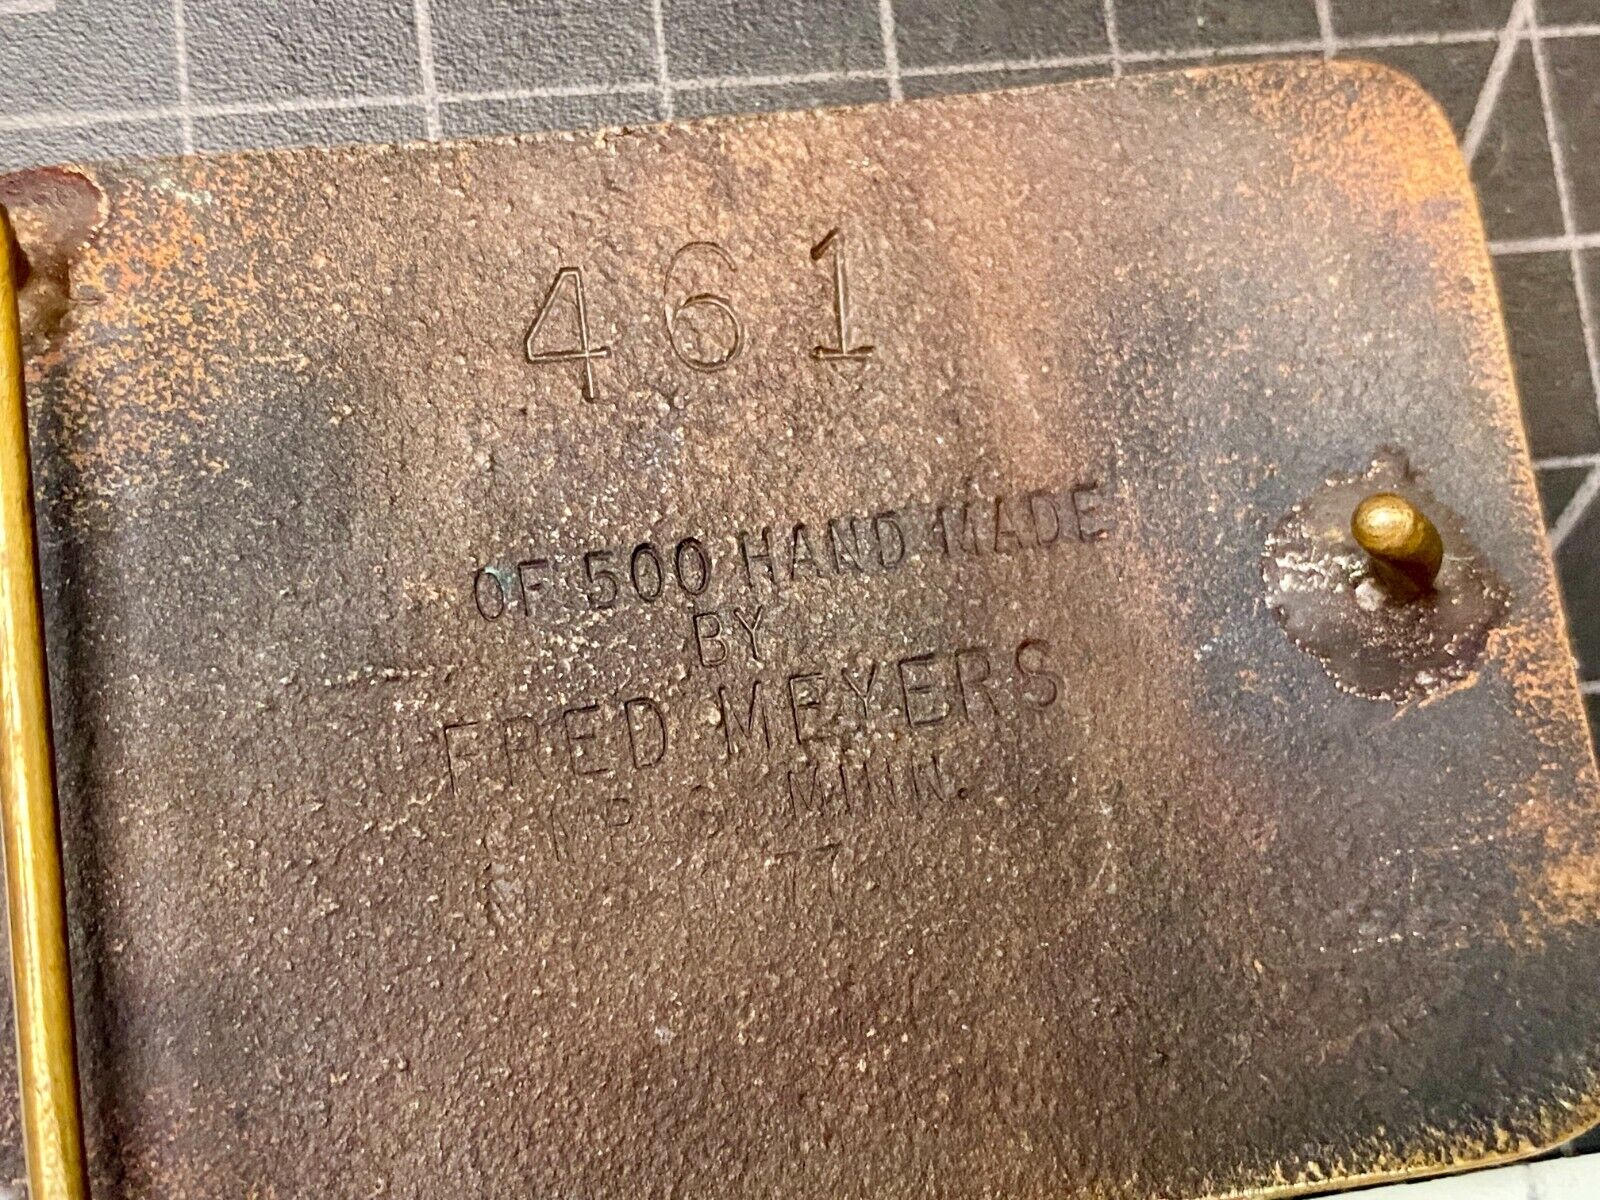 461
OF 500 HAND MADE
BY
FRED MEYERS
MINN.